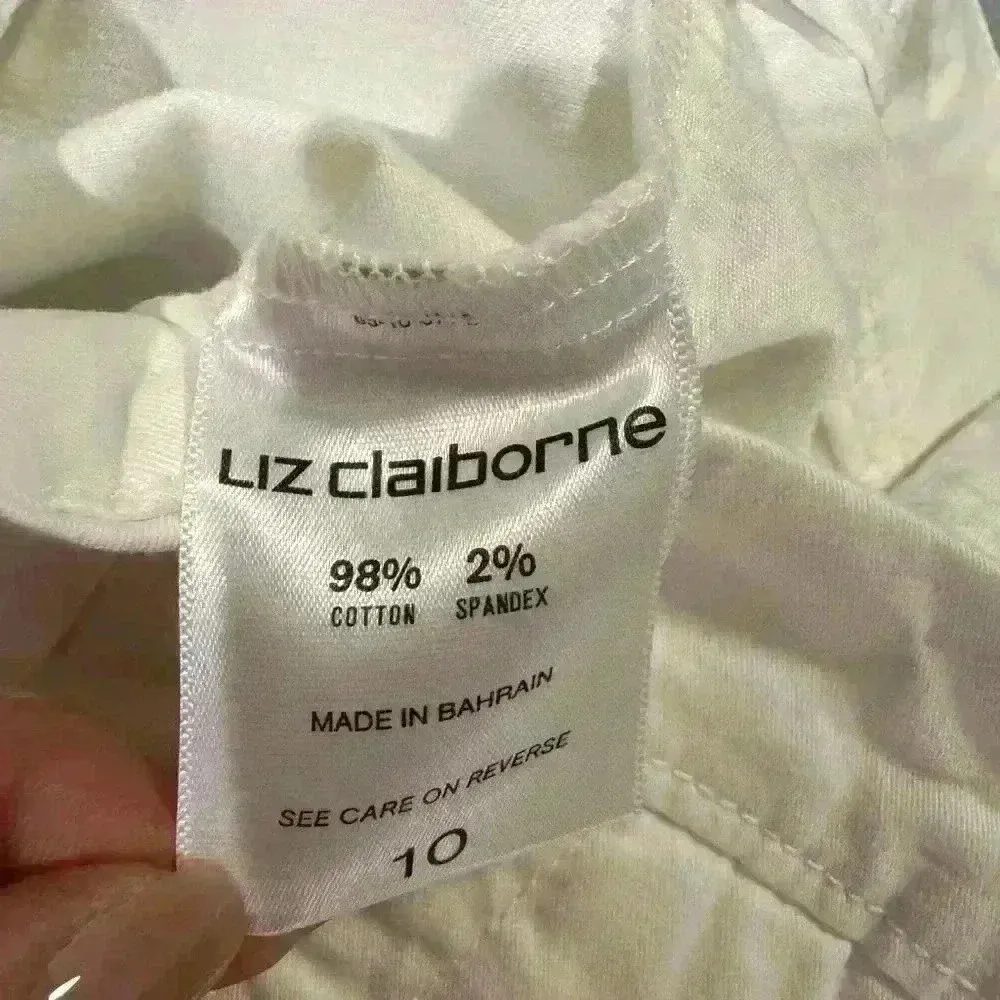 LIZ claiborne
98% 2%
COTTON SPANDEX
MADE IN BAHRAIN
SEE CARE ON REVERSE
10